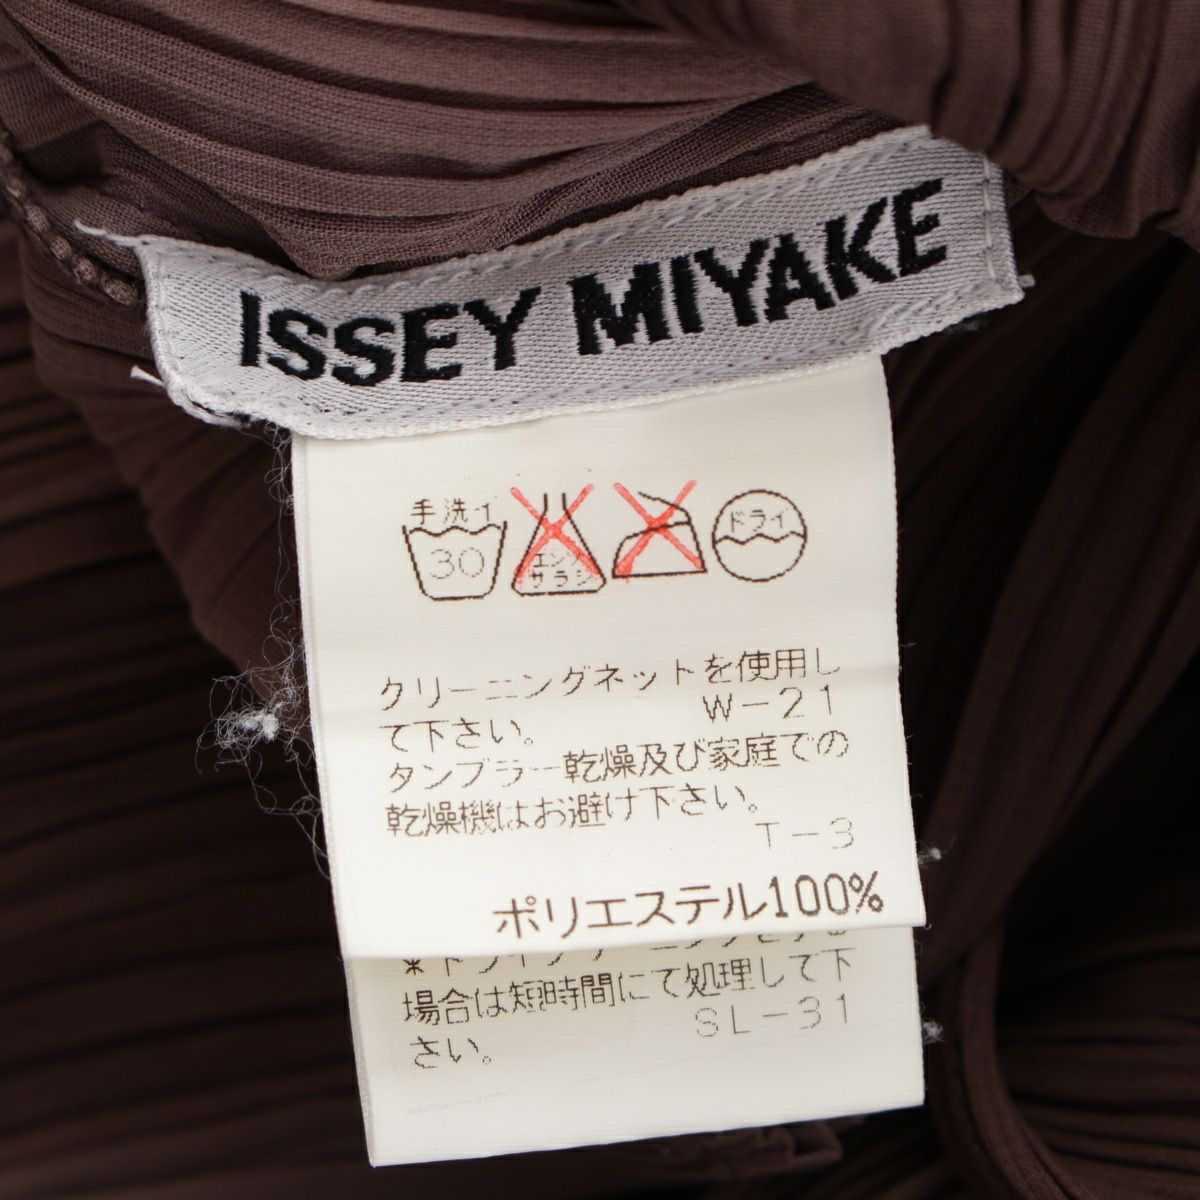 ISSEY MIYAKE
手洗イ
30
エンソ
サラシ
ドライ
クリーニングネットを使用し
て下さい。 W-21
タンブラー乾燥及び家庭での
乾燥機はお避け下さい。
T-3
ポリエステル100%
場合は短時間にて処理して下
さい。 SL-31